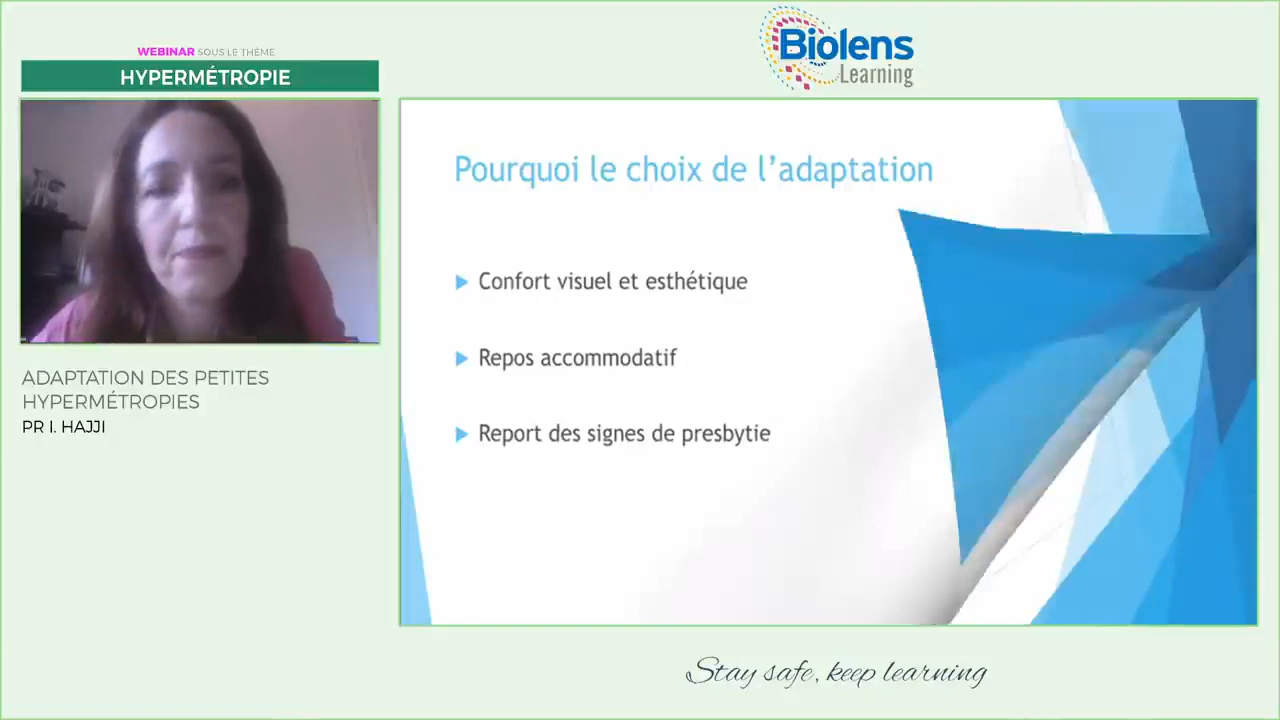 WEBINAR SOUS LE THÈME
HYPERMÉTROPIE
Biolens
Learning
Pourquoi le choix de l’adaptation
Confort visuel et esthétique
Repos accommodatif
Report des signes de presbytie
ADAPTATION DES PETITES
HYPERMÉTROPIES
PR I. HAJJI
Stay safe, keep learning